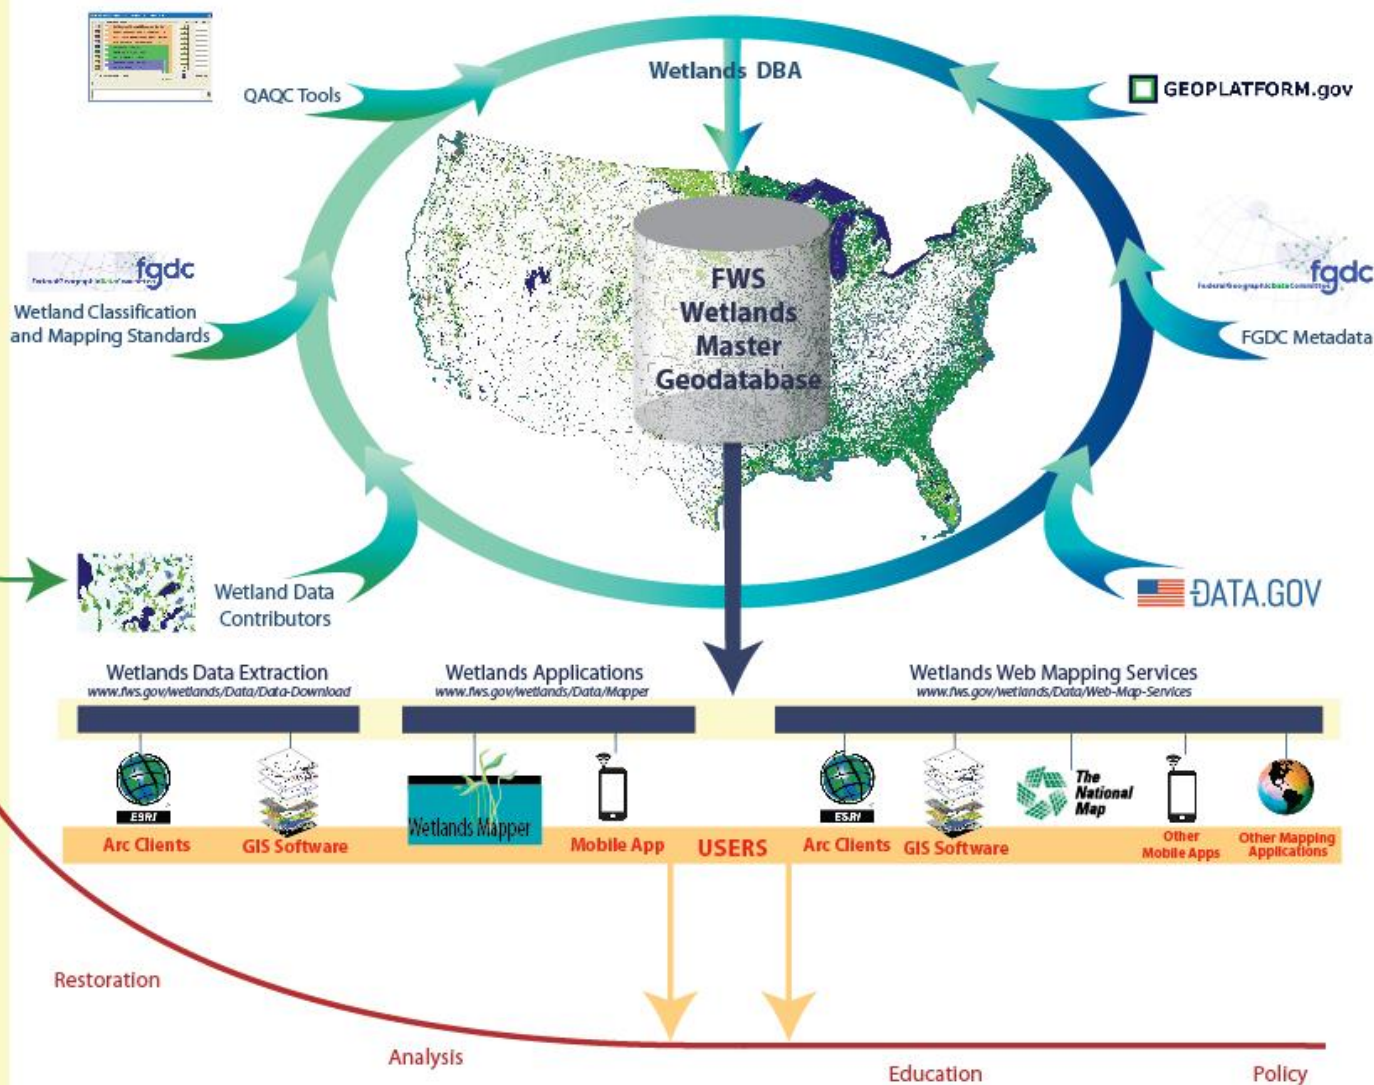 Wetlands DBA
QAQC Tools
GEOPLATFORM.gov
fgdc
Wetland Classification
and Mapping Standards
FWS
Wetlands
Master
Geodatabase
fgdc
FederalGeographicDataCommittee
FGDC Metadata
Wetland Data
Contributors
DATA.GOV
Wetlands Data Extraction
www.fws.gov/wetlands/Data/Data-Download
Wetlands Applications
www.fws.gov/wetlands/Data/Mapper
Wetlands Web Mapping Services
www.fws.gov/wetlands/Data/Web-Map-Services
ESRI
Arc Clients
GIS Software
Wetlands Mapper
Mobile App
USERS
ESRI
Arc Clients
GIS Software
The
National
Map
Other
Mobile Apps
Other Mapping
Applications
Restoration
Analysis
Education
Policy